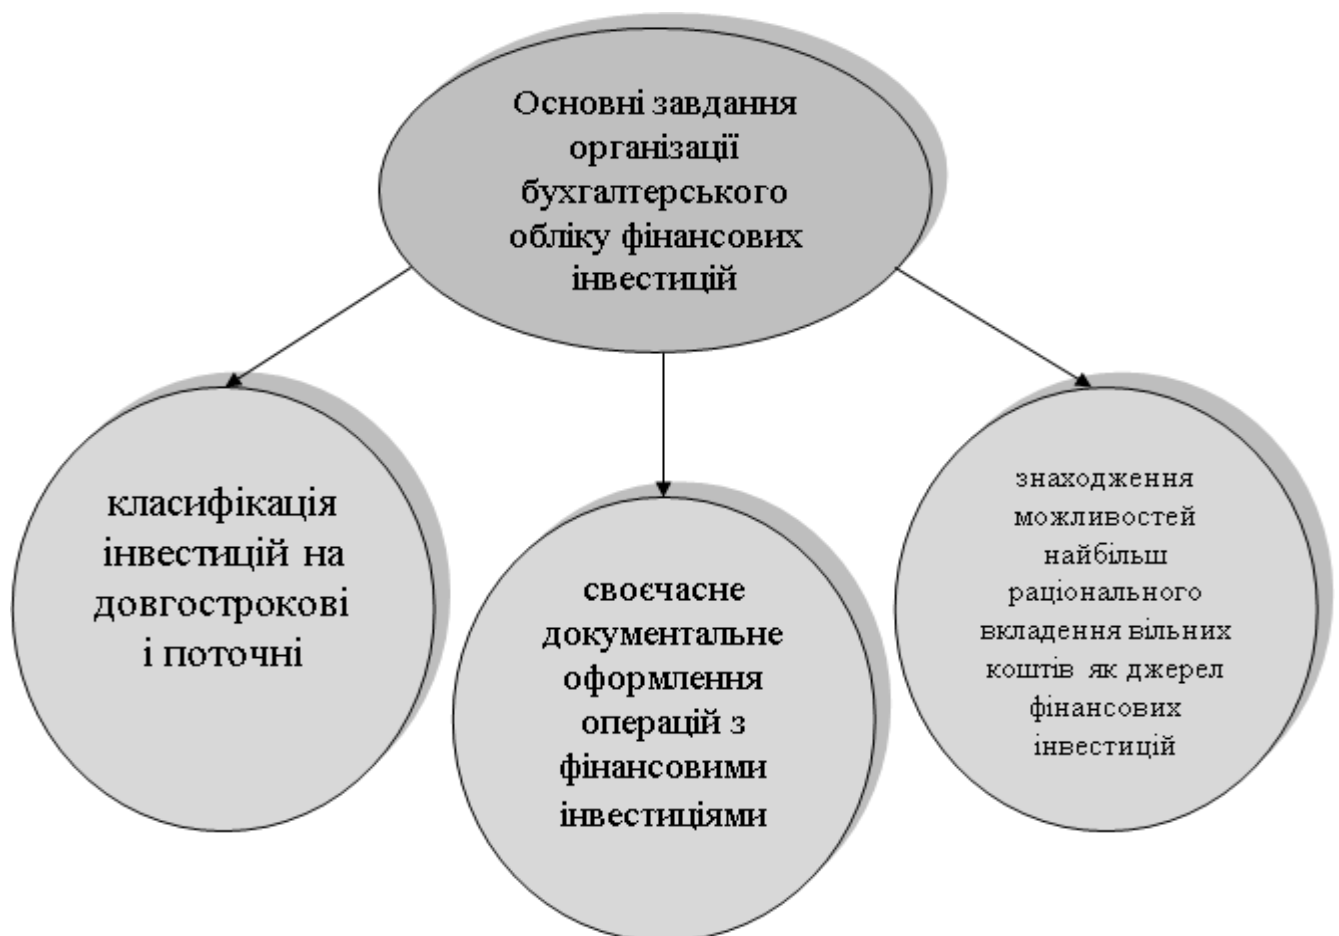 Основні завдання
організації
бухгалтерського
обліку фінансових
інвестицій
класифікація
інвестицій на
довгострокові
і поточні
своєчасне
документальне
оформлення
операцій з
фінансовими
інвестиціями
знаходження
можливостей
найбільш
раціонального
вкладення вільних
коштів як джерел
фінансових
інвестицій